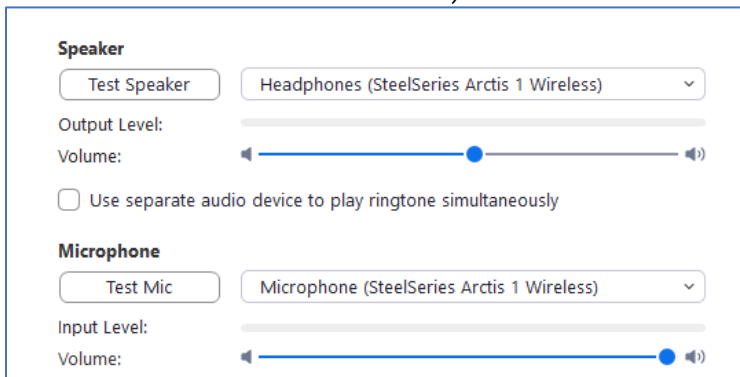 Speaker
Test Speaker Headphones (SteelSeries Arctis 1 Wireless)
Output Level:
Volume:
Use separate audio device to play ringtone simultaneously
Microphone
Test Mic Microphone (SteelSeries Arctis 1 Wireless)
Input Level:
Volume: